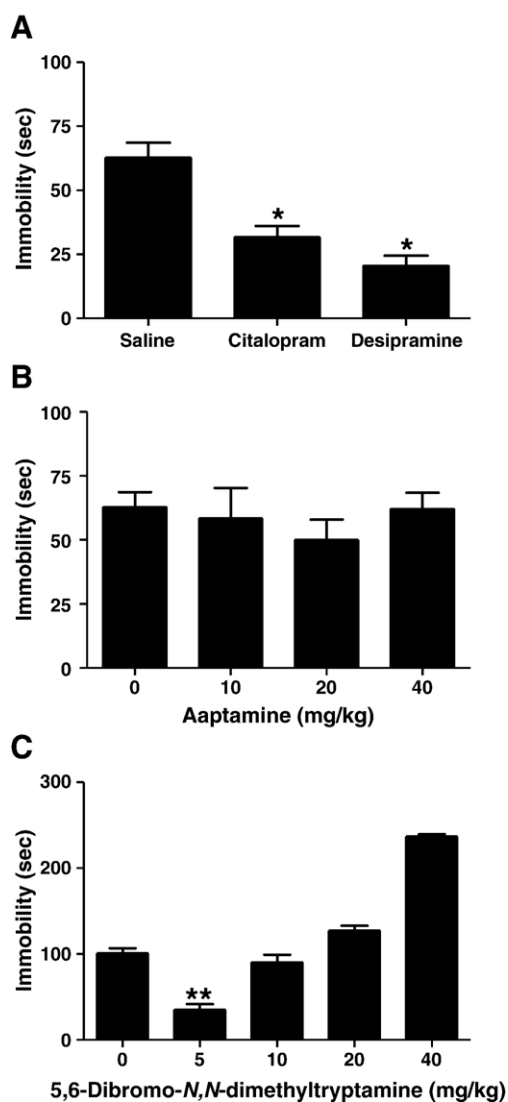 A
Immobility (sec)
100
75
50
25
0
*
*
Saline Citalopram Desipramine
B
Immobility (sec)
100
75
50
25
0
0 10 20 40
Aaptamine (mg/kg)
C
Immobility (sec)
300
200
100
0
**
0 5 10 20 40
5,6-Dibromo-N,N-dimethyltryptamine (mg/kg)